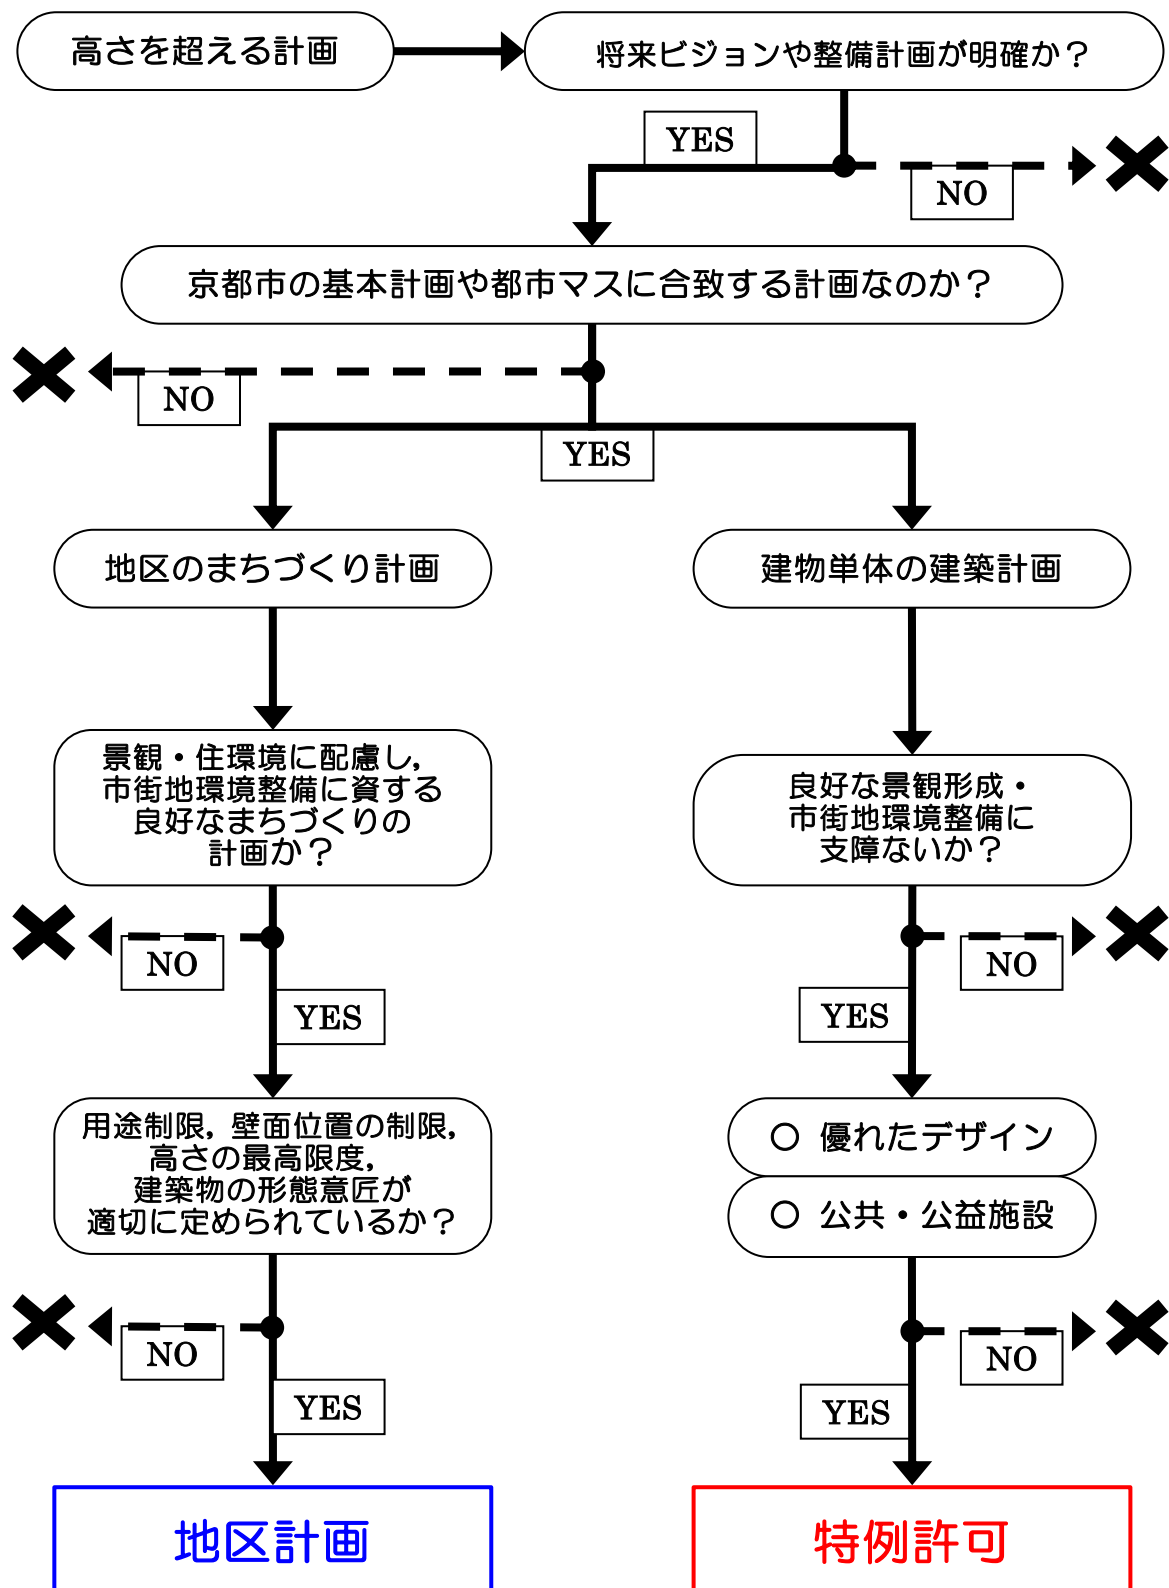 高さを超える計画
将来ビジョンや整備計画が明確か？
YES
NO
京都市の基本計画や都市マスに合致する計画なのか？
NO
YES
地区のまちづくり計画
建物単体の建築計画
景観・住環境に配慮し，
市街地環境整備に資する
良好なまちづくりの
計画か？
良好な景観形成・
市街地環境整備に
支障ないか？
NO
YES
NO
YES
用途制限，壁面位置の制限，
高さの最高限度，
建築物の形態意匠が
適切に定められているか？
○ 優れたデザイン
○ 公共・公益施設
NO
YES
NO
YES
地区計画
特例許可